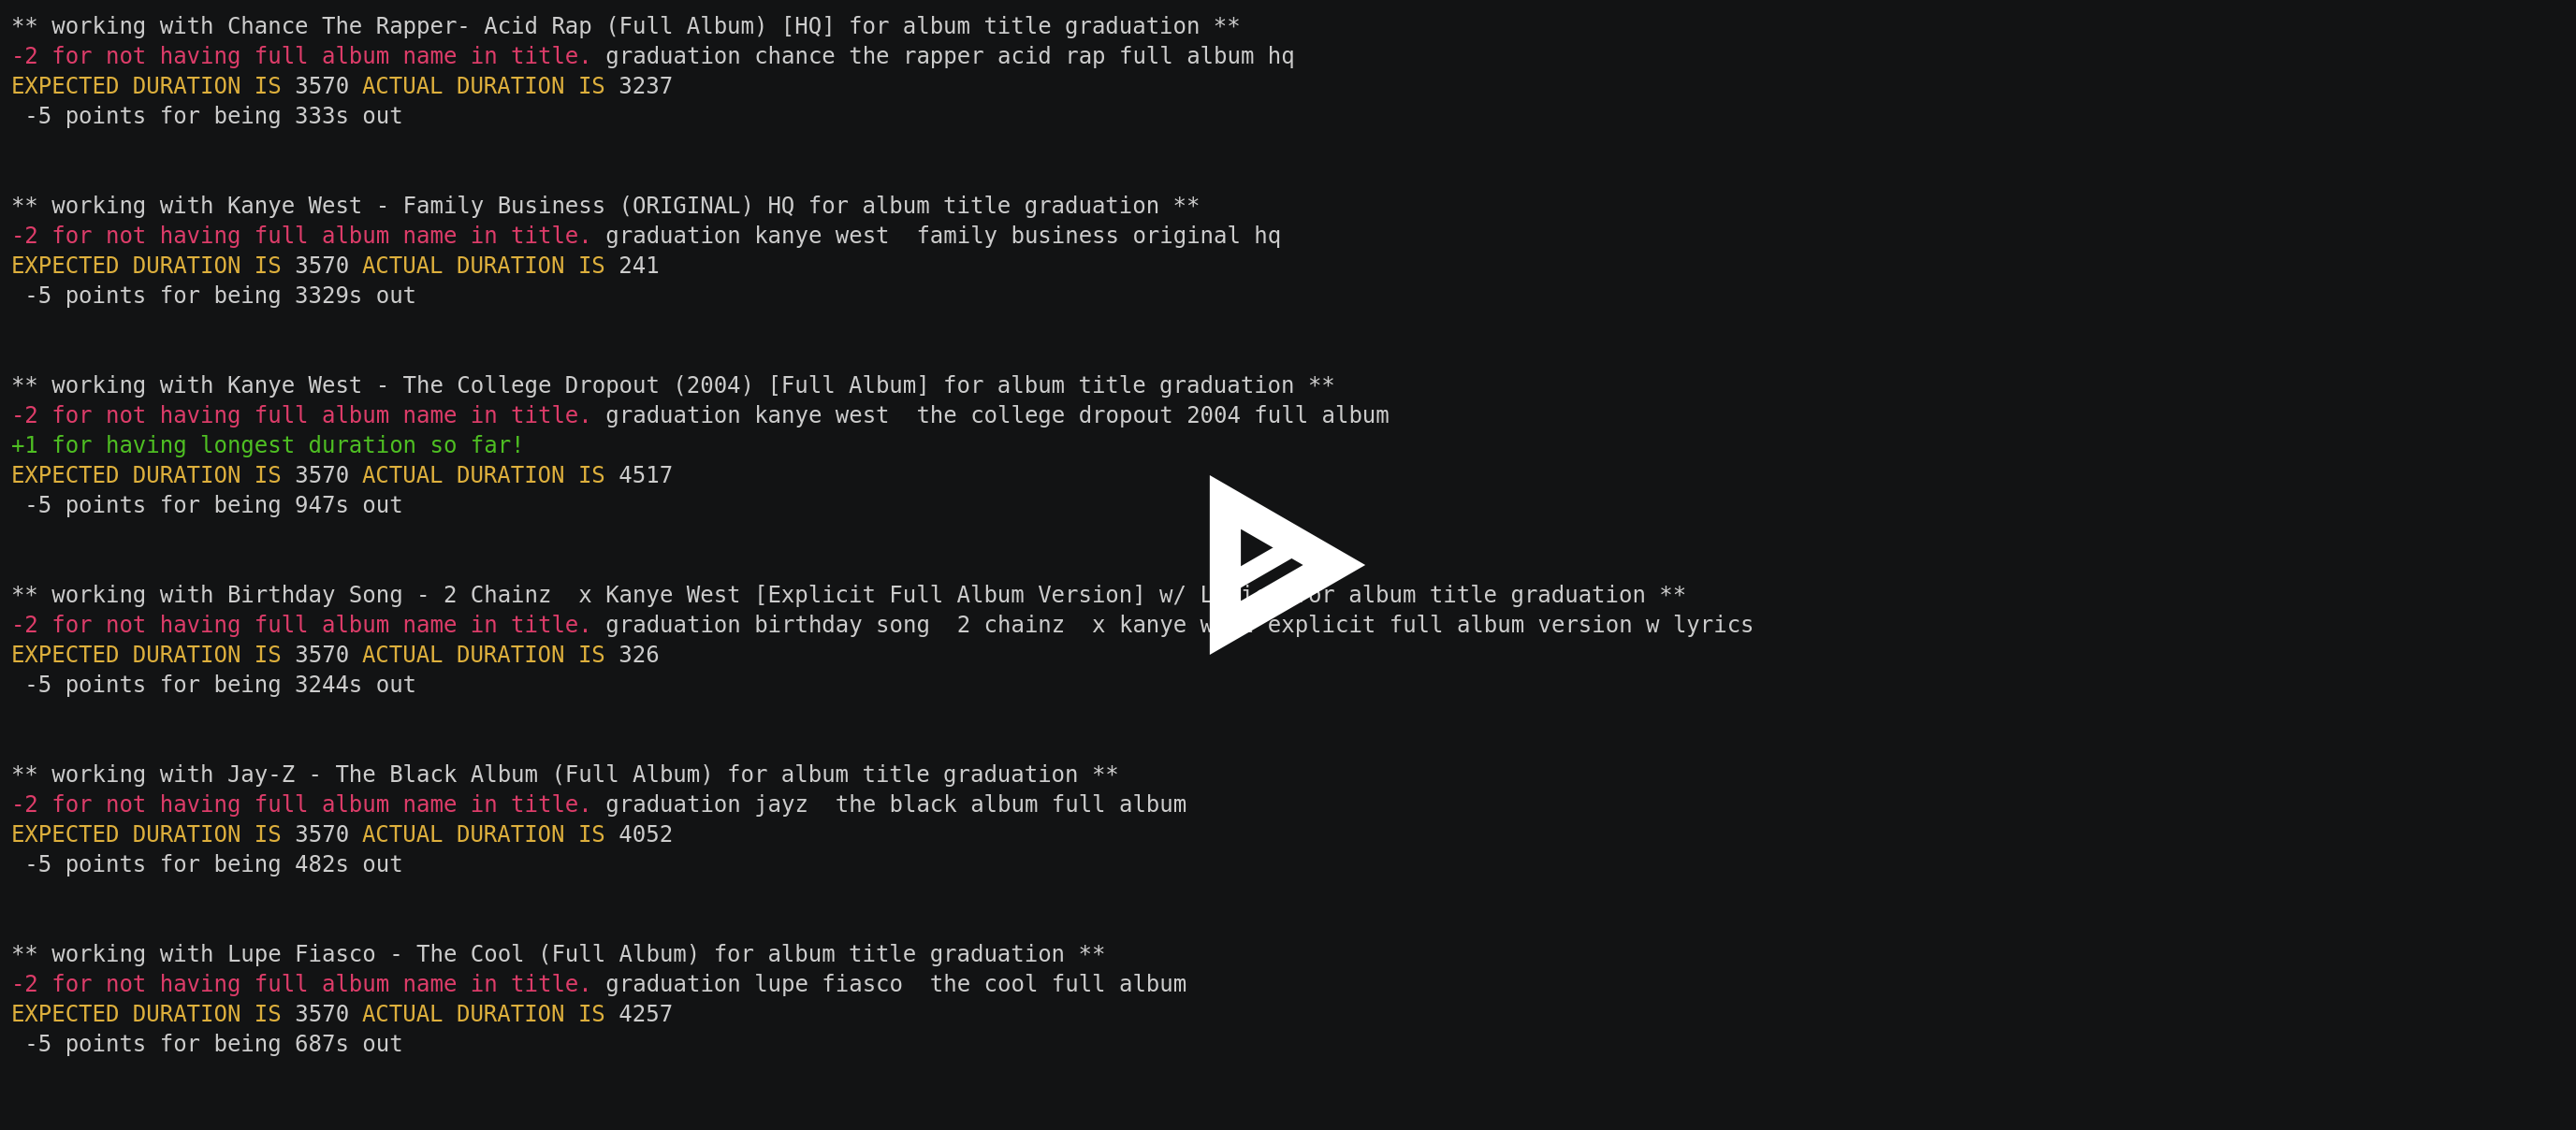 ** working with Chance The Rapper- Acid Rap (Full Album) [HQ] for album title graduation **
-2 for not having full album name in title. graduation chance the rapper acid rap full album hq
EXPECTED DURATION IS 3570 ACTUAL DURATION IS 3237
-5 points for being 333s out
** working with Kanye West - Family Business (ORIGINAL) HQ for album title graduation **
-2 for not having full album name in title. graduation kanye west  family business original hq
EXPECTED DURATION IS 3570 ACTUAL DURATION IS 241
-5 points for being 3329s out
** working with Kanye West - The College Dropout (2004) [Full Album] for album title graduation **
-2 for not having full album name in title. graduation kanye west  the college dropout 2004 full album
+1 for having longest duration so far!
EXPECTED DURATION IS 3570 ACTUAL DURATION IS 4517
-5 points for being 947s out
** working with Birthday Song - 2 Chainz  x Kanye West [Explicit Full Album Version] w/ for album title graduation **
-2 for not having full album name in title. graduation birthday song  2 chainz  x kanye explicit full album version w lyrics
EXPECTED DURATION IS 3570 ACTUAL DURATION IS 326
-5 points for being 3244s out
** working with Jay-Z - The Black Album (Full Album) for album title graduation **
-2 for not having full album name in title. graduation jayz  the black album full album
EXPECTED DURATION IS 3570 ACTUAL DURATION IS 4052
-5 points for being 482s out
** working with Lupe Fiasco - The Cool (Full Album) for album title graduation **
-2 for not having full album name in title. graduation lupe fiasco  the cool full album
EXPECTED DURATION IS 3570 ACTUAL DURATION IS 4257
-5 points for being 687s out